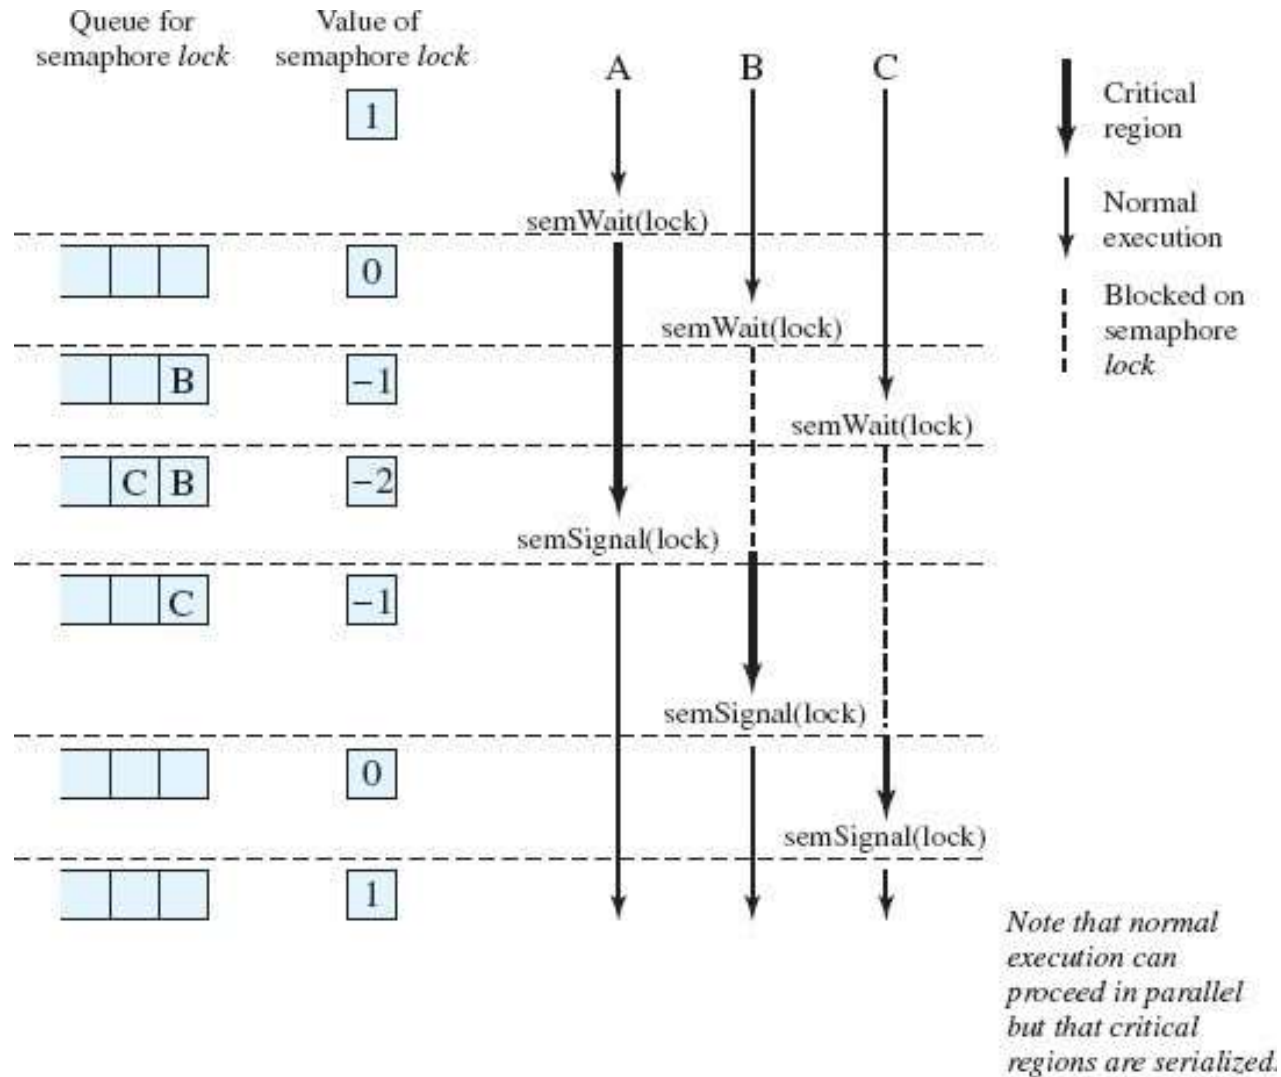 Queue for
semaphore lock
Value of
semaphore lock
A
B
C
1
Critical
region
Normal
execution
Blocked on
semaphore
lock
semWait(lock)
0
semWait(lock)
B
−1
semWait(lock)
C B
−2
semSignal(lock)
C
−1
semSignal(lock)
0
semSignal(lock)
1
Note that normal
execution can
proceed in parallel
but that critical
regions are serialized.